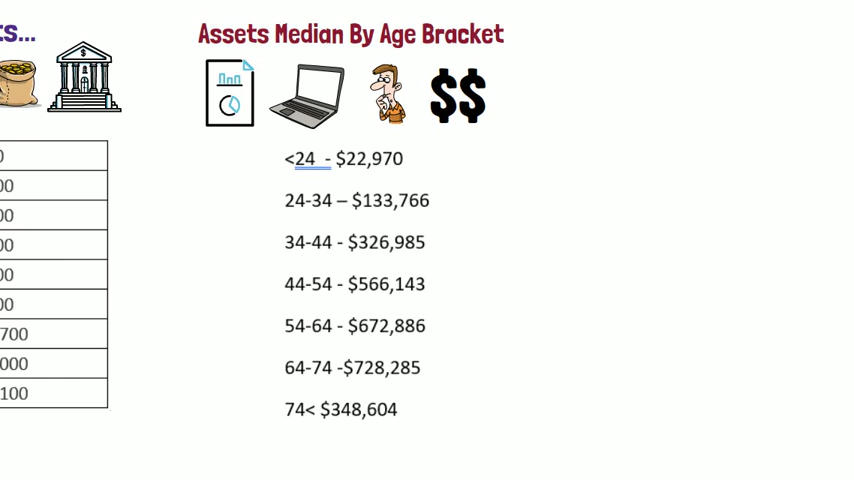 ts...
Assets Median By Age Bracket
$
$$
0
00
00
00
00
00
700
000
100
<24 - $22,970
24-34 – $133,766
34-44 - $326,985
44-54 - $566,143
54-64 - $672,886
64-74 -$728,285
74< $348,604